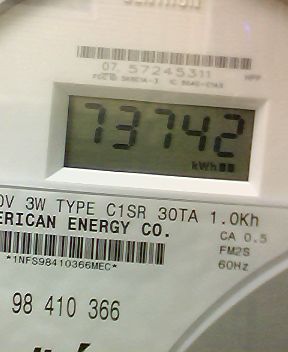 07 57245311
73742
kWh
0V 3W TYPE C1SR 30TA 1.0Kh
ERICAN ENERGY CO.
CA 0.5
FM2S
60Hz
*1NFS98410366MEC*
98 410 366